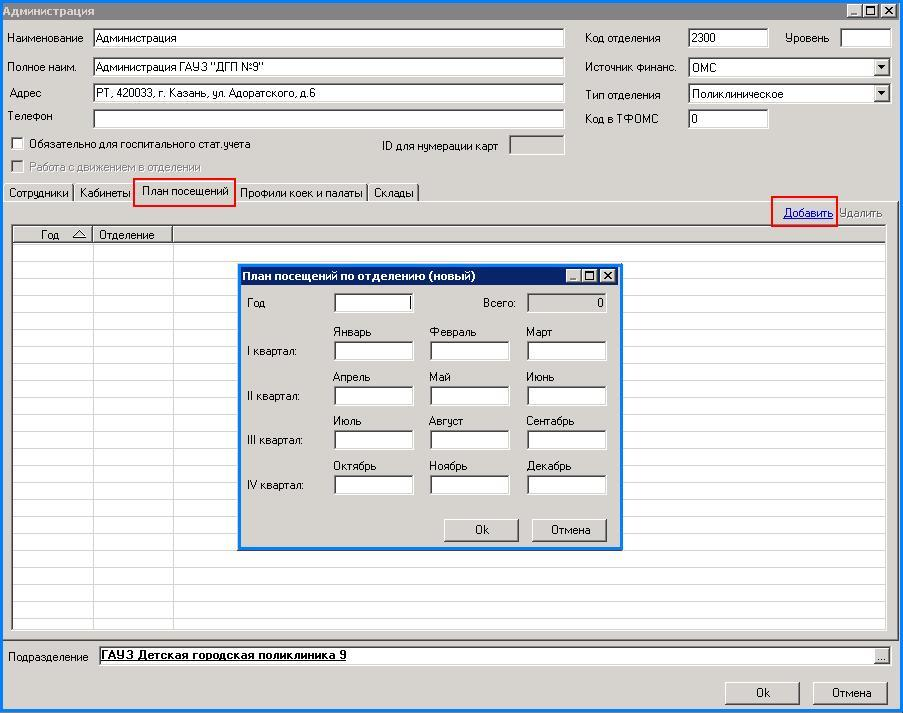 Администрация
Наименование Администрация Код отделения 2300 Уровень
Полное наим. Администрация ГАУЗ "ДГП №9" Источник финанс. ОМС
Адрес РТ, 420033, г. Казань, ул. Адоратского, д.6 Тип отделения Поликлиническое
Телефон Код в ТФОМС 0
Обязательно для госпитального стат.учета ID для нумерации карт
Работа с движением в отделении
Сотрудники Кабинеты План посещений Профили коек и палаты Склады
Добавить Удалить
Год Отделение
План посещений по отделению (новый)
Год Всего: 0
Январь Февраль Март
I квартал:
Апрель Май Июнь
II квартал:
Июль Август Сентабрь
III квартал:
Октябрь Ноябрь Декабрь
IV квартал:
Ok Отмена
Подразделение ГАУЗ Детская городская поликлиника 9 ...
Ok Отмена